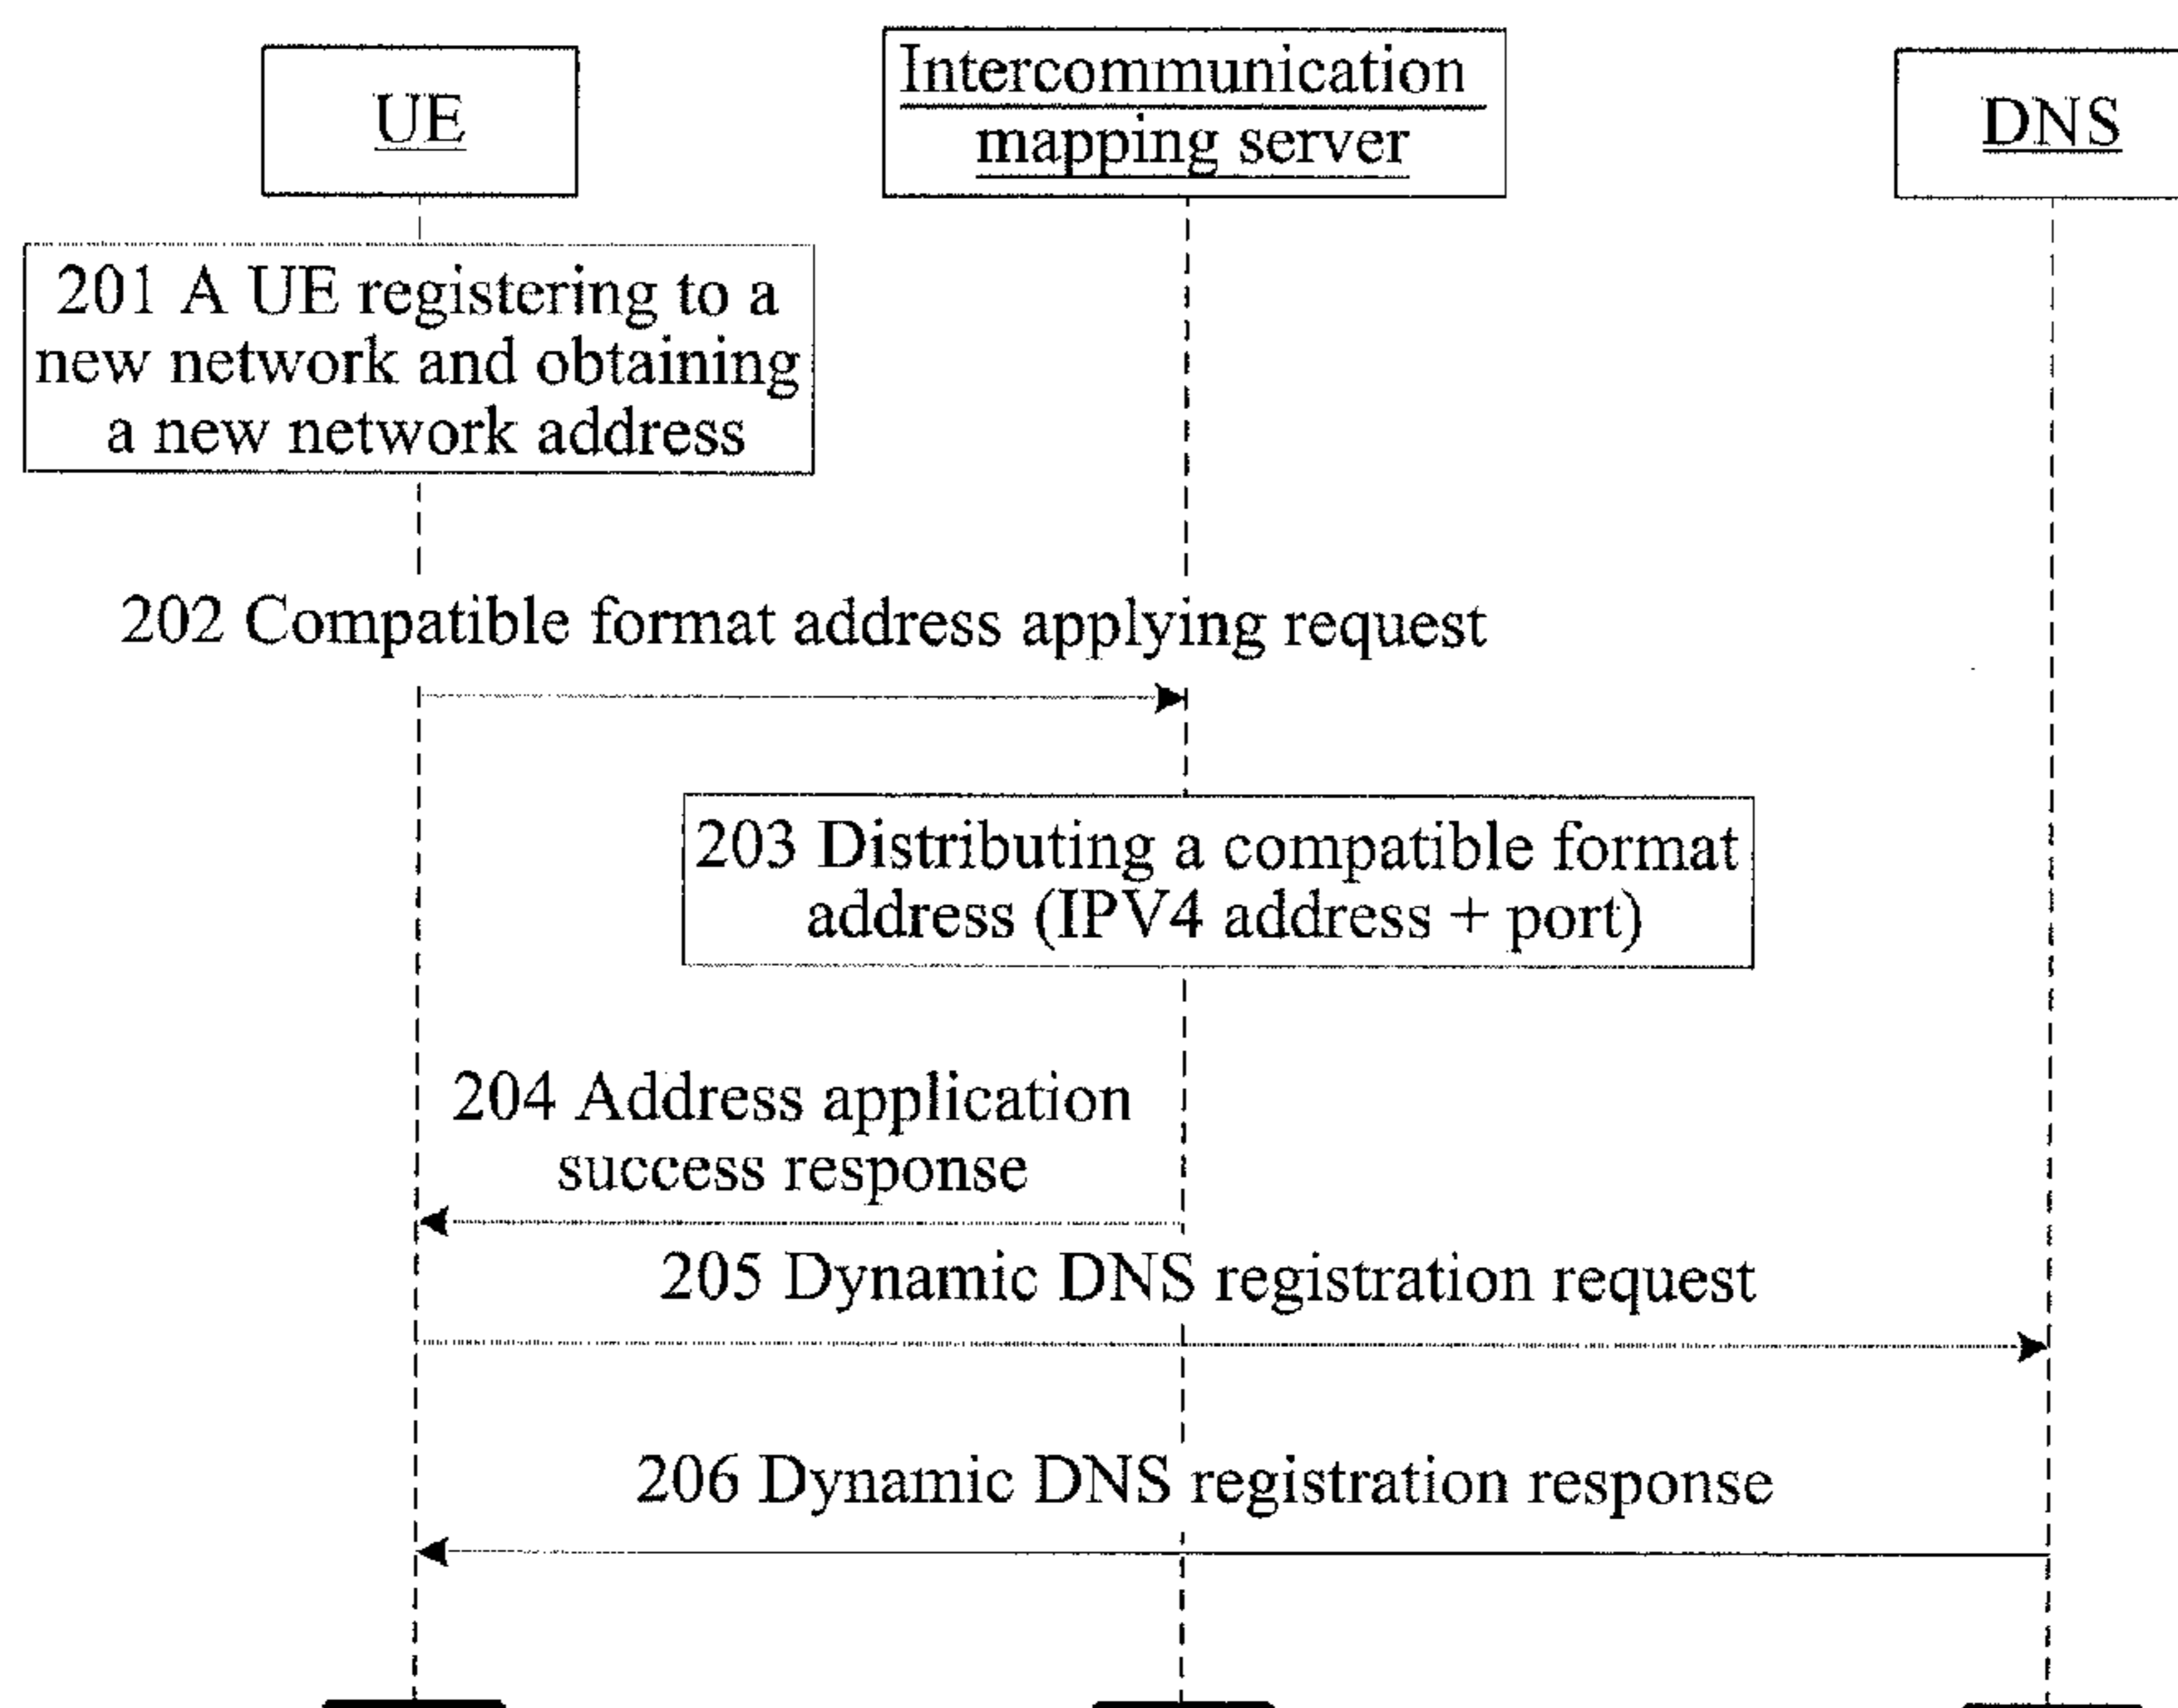 UE
Intercommunication
mapping server
DNS
201 A UE registering to a
new network and obtaining
a new network address
202 Compatible format address applying request
203 Distributing a compatible format
address (IPV4 address + port)
204 Address application
success response
205 Dynamic DNS registration request
206 Dynamic DNS registration response